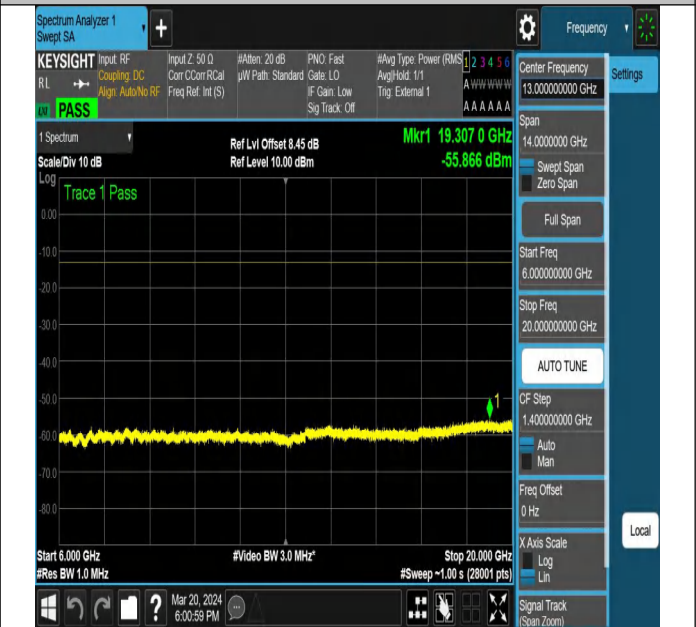 Spectrum Analyzer 1
Swept SA
+
Frequency
KEYSIGHT
RL
PASS
Input: RF
Coupling: DC
Align: Auto/No RF
Input Z: 50 Ω
Corr CCorr RCal
Freq Ref: Int (S)
#Atten: 20 dB
µW Path: Standard
PNO: Fast
Gate: LO
IF Gain: Low
Sig Track: Off
#Avg Type: Power (RMS
Avg|Hold: 1/1
Trig: External 1
1 2 3 4 5 6
A W W W W W
A A A A A A
1 Spectrum
Scale/Div 10 dB
Ref Lvl Offset 8.45 dB
Ref Level 10.00 dBm
Mkr1 19.307 0 GHz
-55.866 dBm
Log
Trace 1 Pass
0.00
-10.0
-20.0
-30.0
-40.0
-50.0
-60.0
-70.0
-80.0
1
Start 6.000 GHz
#Res BW 1.0 MHz
#Video BW 3.0 MHz*
Stop 20.000 GHz
#Sweep ~1.00 s (28001 pts)
Center Frequency
13.000000000 GHz
Settings
Span
14.0000000 GHz
Swept Span
Zero Span
Full Span
Start Freq
6.000000000 GHz
Stop Freq
20.000000000 GHz
AUTO TUNE
CF Step
1.400000000 GHz
Auto
Man
Freq Offset
0 Hz
X Axis Scale
Log
Lin
Local
Signal Track
(Span Zoom)
?
Mar 20, 2024
6:00:59 PM